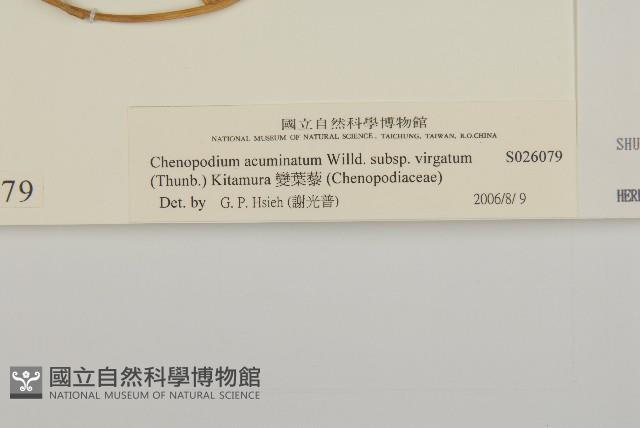 國立自然科學博物館
NATIONAL MUSEUM OF NATURAL SCIENCE, TAICHUNG, TAIWAN, R.O.CHINA
Chenopodium acuminatum Willd. subsp. virgatum S026079
(Thunb.) Kitamura 變葉藜 (Chenopodiaceae)
Det. by G. P. Hsieh (謝光普) 2006/8/ 9
79
SHU
HER
國立自然科學博物館
NATIONAL MUSEUM OF NATURAL SCIENCE